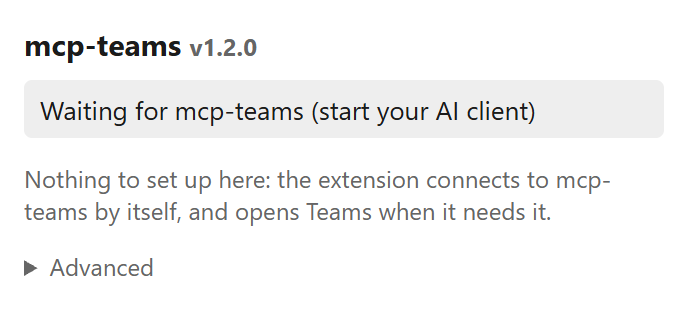 mcp-teams v1.2.0
Waiting for mcp-teams (start your AI client)
Nothing to set up here: the extension connects to mcp-
teams by itself, and opens Teams when it needs it.
Advanced